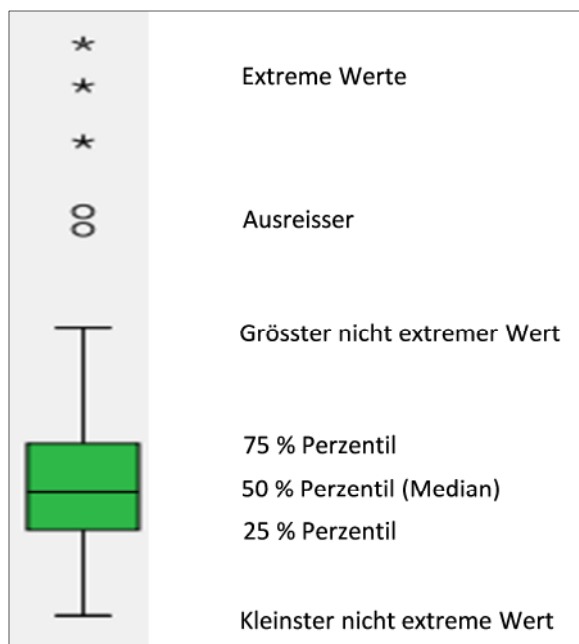 Extreme Werte
Ausreisser
Grösster nicht extremer Wert
75 % Perzentil
50 % Perzentil (Median)
25 % Perzentil
Kleinster nicht extreme Wert